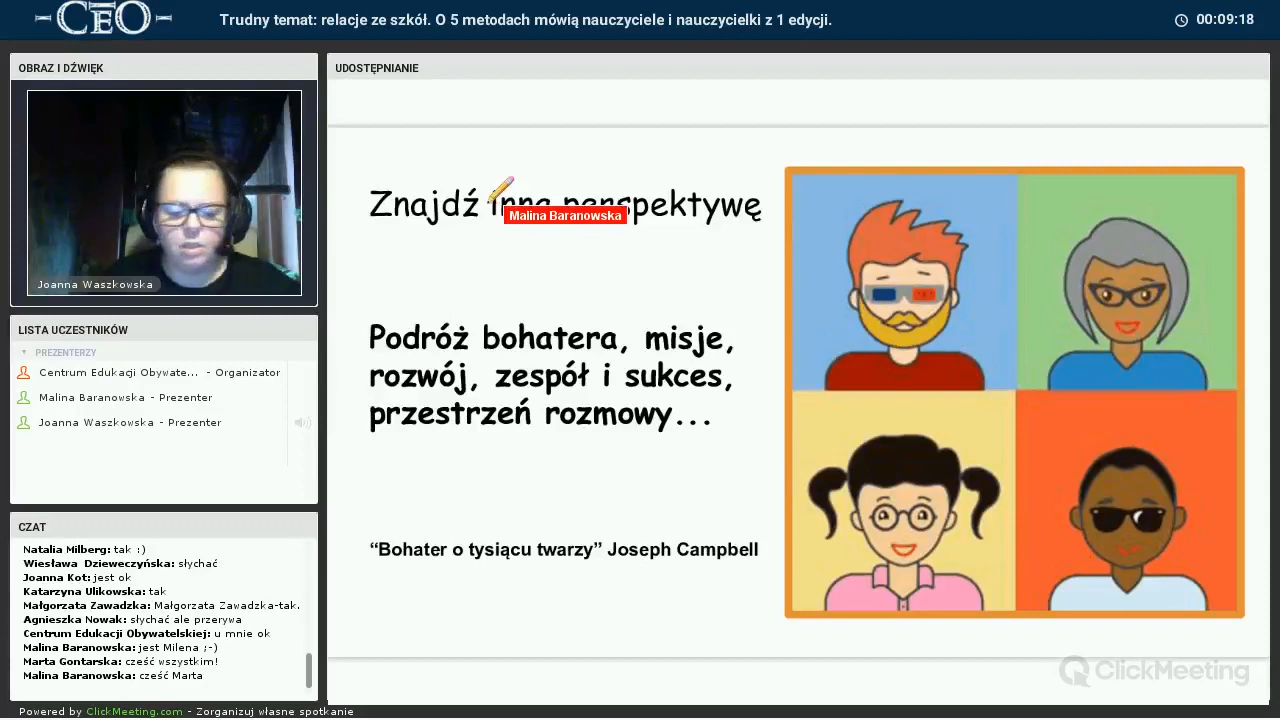 CEO
Trudny temat: relacje ze szkół. O 5 metodach mówią nauczyciele i nauczycielki z 1 edycji.
00:09:18
OBRAZ I DŹWIĘK
Joanna Waszkowska
LISTA UCZESTNIKÓW
PREZENTERZY
Centrum Edukacji Obywate... - Organizator
Malina Baranowska - Prezenter
Joanna Waszkowska - Prezenter
CZAT
Natalia Milberg: tak :)
Wiesława Dzieweczyńska: słychać
Joanna Kot: jest ok
Katarzyna Ulikowska: tak
Małgorzata Zawadzka: Małgorzata Zawadzka-tak.
Agnieszka Nowak: słychać ale przerywa
Centrum Edukacji Obywatelskiej: u mnie ok
Malina Baranowska: jest Milena ;-)
Marta Gontarska: cześć wszystkim!
Malina Baranowska: cześć Marta
UDOSTĘPNIANIE
Znajdź inną perspektywę
Malina Baranowska
Podróż bohatera, misje,
rozwój, zespół i sukces,
przestrzeń rozmowy...
“Bohater o tysiącu twarzy” Joseph Campbell
ClickMeeting
Powered by ClickMeeting.com - Zorganizuj własne spotkanie